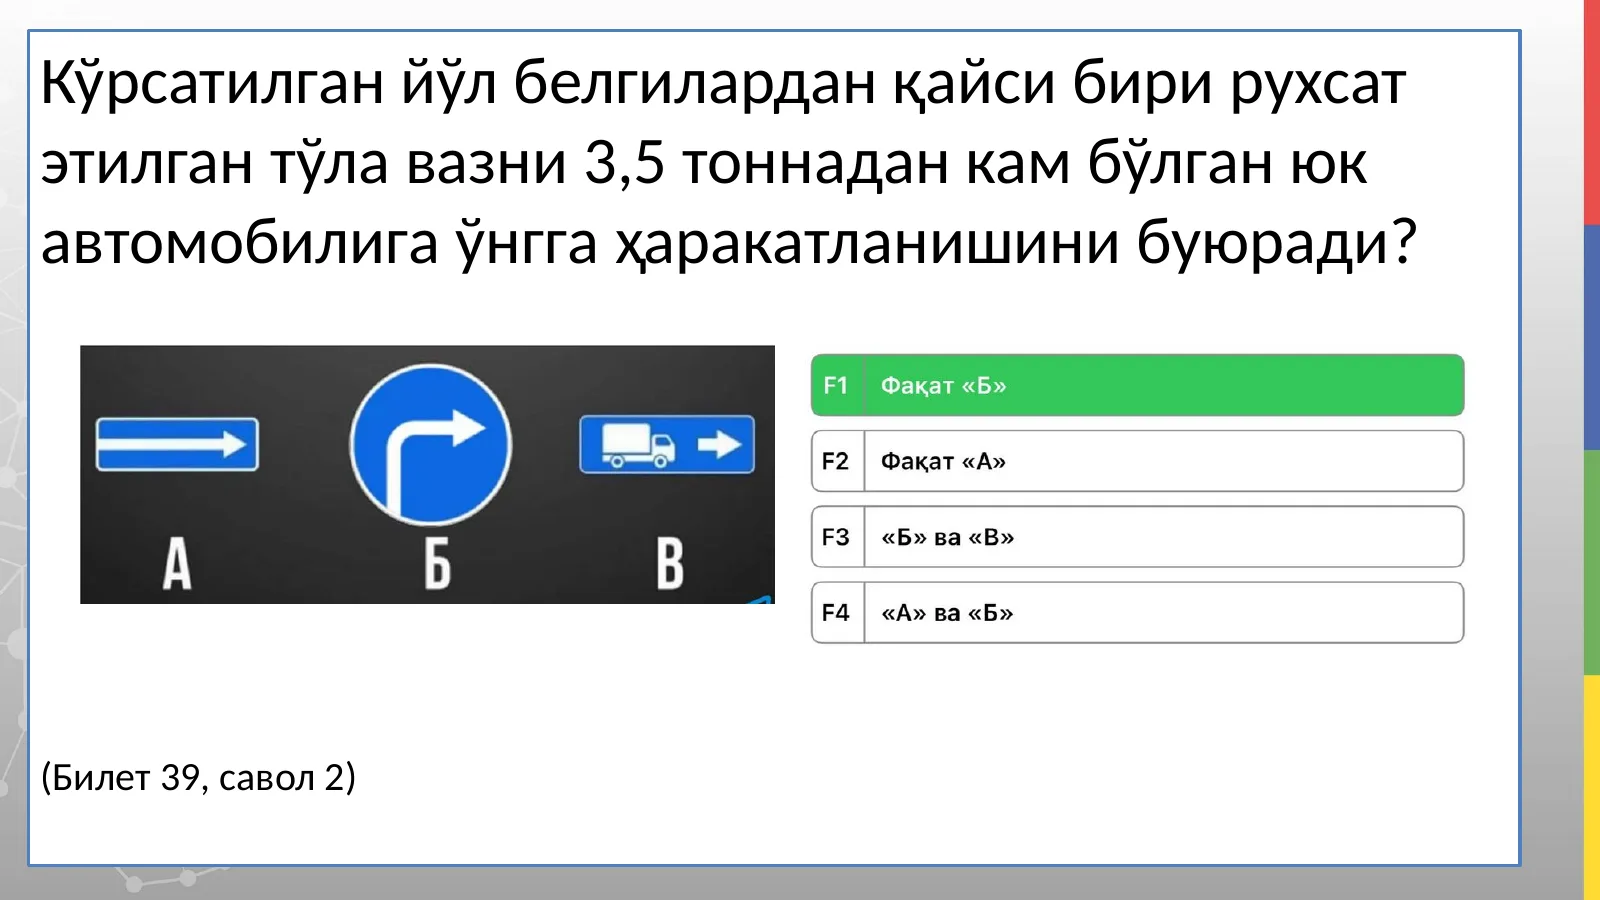 Кўрсатилган йўл белгилардан қайси бири рухсат
этилган тўла вазни 3,5 тоннадан кам бўлган юк
автомобилига ўнгга ҳаракатланишини буюради?
А Б В
F1 Фақат «Б»
F2 Фақат «А»
F3 «Б» ва «В»
F4 «А» ва «Б»
(Билет 39, савол 2)